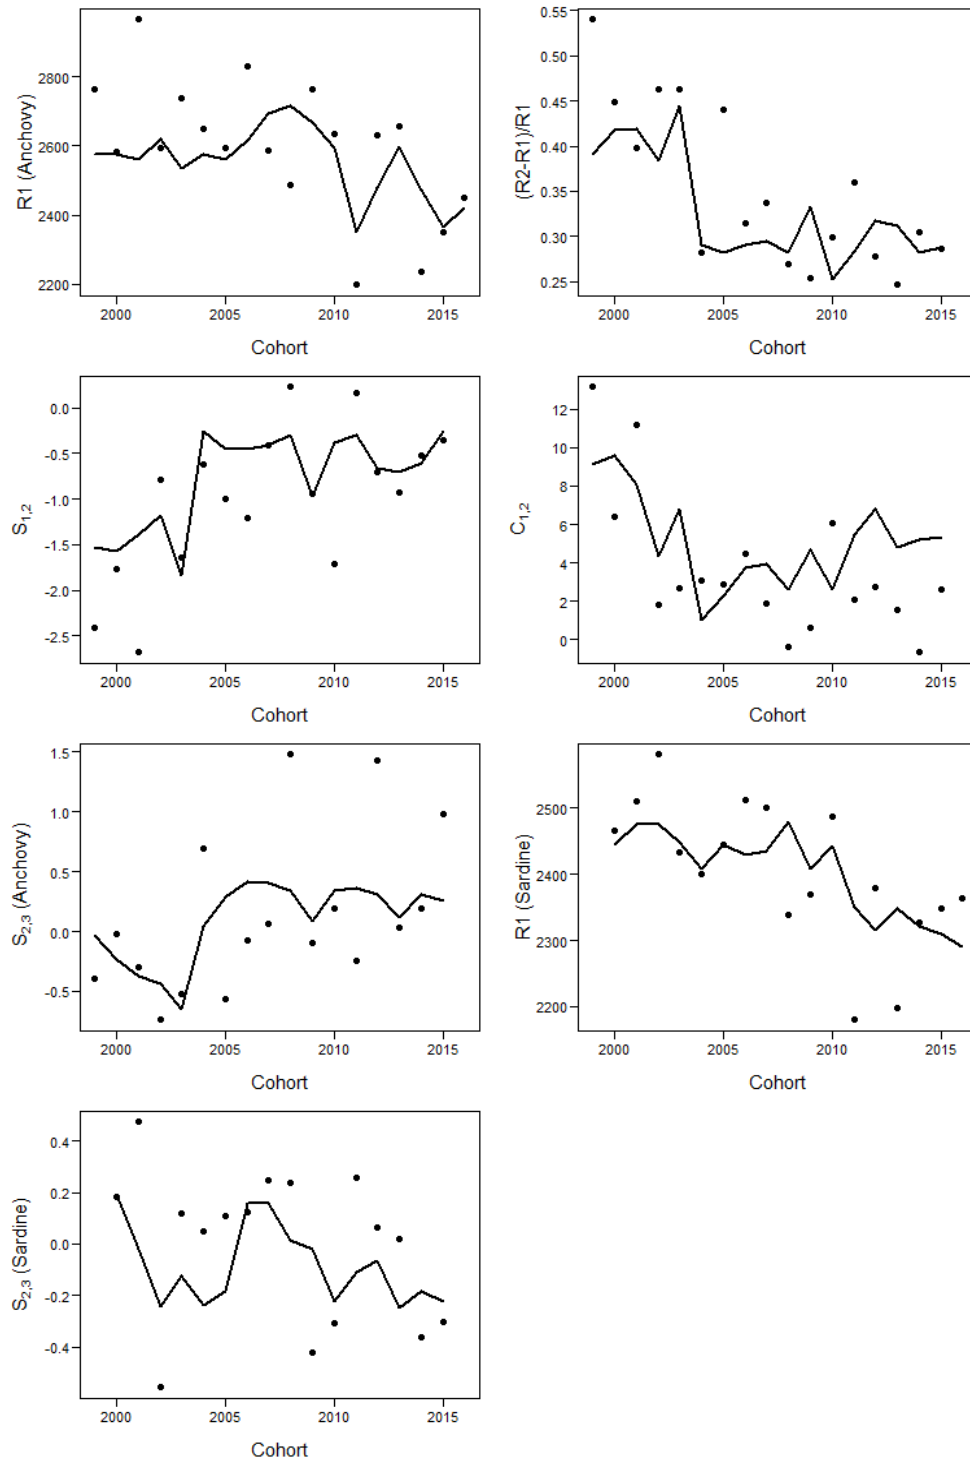 R1 (Anchovy)
2800
2600
2400
2200
2000 2005 2010 2015
Cohort
(R2-R1)/R1
0.55
0.50
0.45
0.40
0.35
0.30
0.25
2000 2005 2010 2015
Cohort
S1,2
0.0
-0.5
-1.0
-1.5
-2.0
-2.5
2000 2005 2010 2015
Cohort
C1,2
12
10
8
6
4
2
0
2000 2005 2010 2015
Cohort
S2,3 (Anchovy)
1.5
1.0
0.5
0.0
-0.5
2000 2005 2010 2015
Cohort
R1 (Sardine)
2500
2400
2300
2200
2000 2005 2010 2015
Cohort
S2,3 (Sardine)
0.4
0.2
0.0
-0.2
-0.4
2000 2005 2010 2015
Cohort